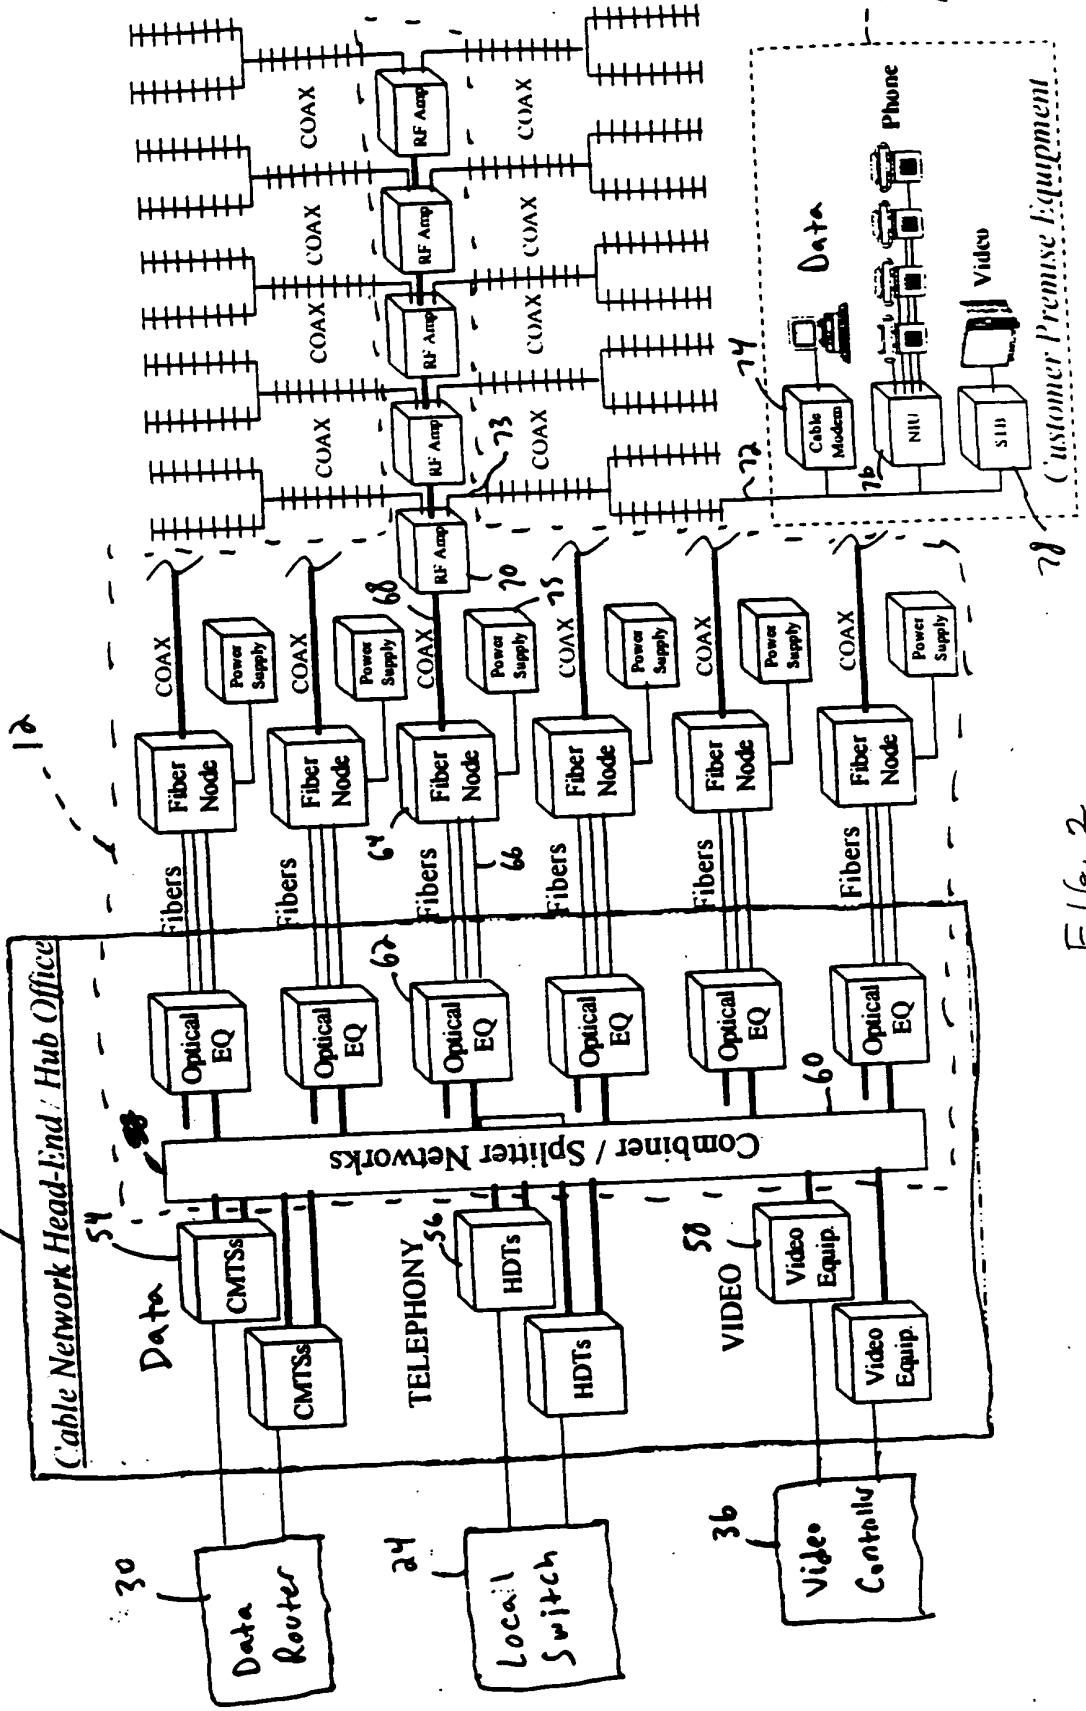 12
Cable Network Head-End / Hub Office
30
Data
Router
24
Local
Switch
36
Video
Data
54
CMTSs
CMTSs
TELEPHONY
56
HDTs
HDTs
VIDEO
58
Video
Equip.
Video
Equip.
Combiner / Splitter Networks
60
Optical
EQ
Optical
EQ
62
Optical
EQ
Optical
EQ
Optical
EQ
Optical
EQ
Fibers
Fibers
Fibers
66
Fibers
Fibers
Fibers
Fiber
Node
Fiber
Node
64
Fiber
Node
Fiber
Node
Fiber
Node
Fiber
Node
COAX
Power
Supply
COAX
Power
Supply
COAX
68
Power
Supply
75
COAX
Power
Supply
COAX
Power
Supply
COAX
Power
Supply
RF Amp
70
RF Amp
RF Amp
RF Amp
RF Amp
73
COAX
COAX
COAX
COAX
COAX
COAX
COAX
COAX
72
74
Cable
Modem
Data
76
NIU
Phone
78
STB
Video
Customer Premise Equipment
FIG. 2